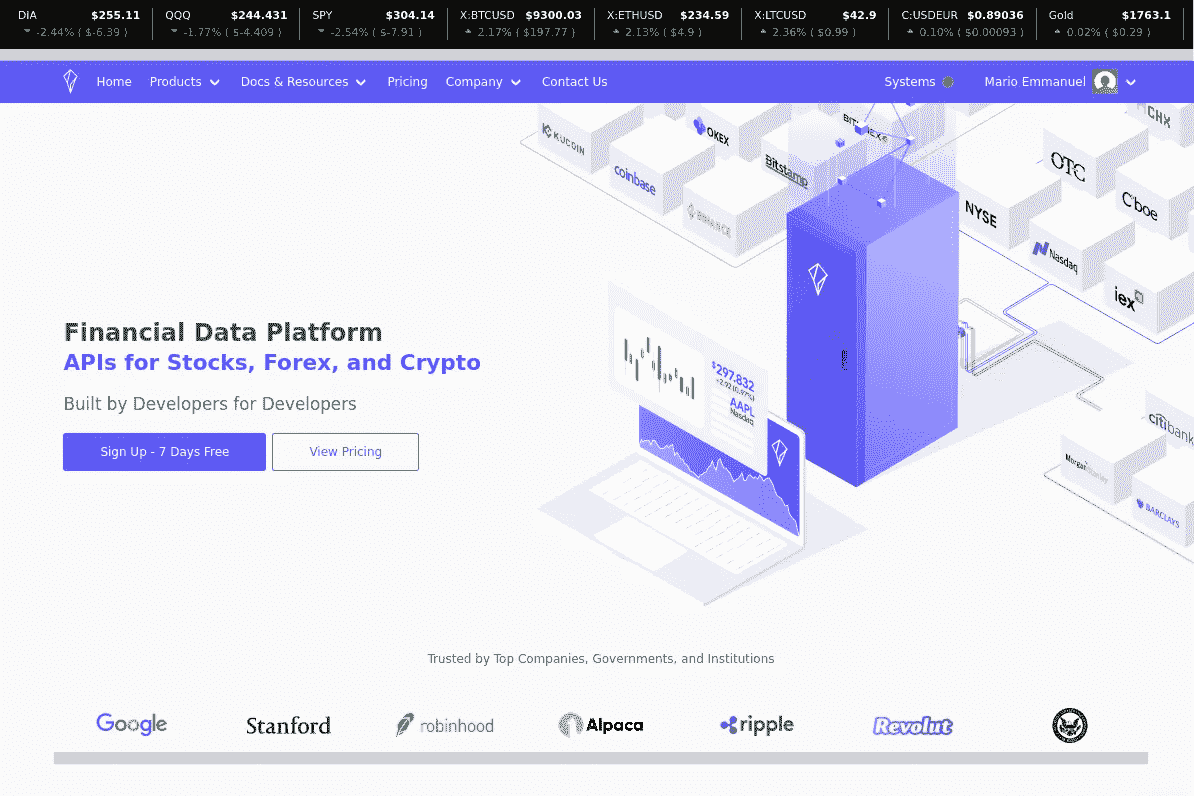 DIA $255.11 QQQ $244.431 SPY $304.14 X:BTCUSD $9300.03 X:ETHUSD $234.59 X:LTCUSD $42.9 C:USDEUR $0.89036 Gold $1763.1
-2.44% ( $-6.39 ) -1.77% ( $-4.409 ) -2.54% ( $-7.91 ) 2.17% ( $197.77 ) 2.13% ( $4.9 ) 2.36% ( $0.99 ) 0.10% ( $0.00093 ) 0.02% ( $0.29 )
Home Products Docs & Resources Pricing Company Contact Us Systems Mario Emmanuel
KUCOIN
OKEX
coinbase
Bitstamp
BINANCE
CHX
OTC
Cboe
NYSE
Nasdaq
iex
Financial Data Platform
APIs for Stocks, Forex, and Crypto
Built by Developers for Developers
Sign Up - 7 Days Free View Pricing
$297.832
+2.92 (0.97%)
AAPL
Nasdaq
citibank
Morgan Stanley
BARCLAYS
Trusted by Top Companies, Governments, and Institutions
Google Stanford robinhood Alpaca ripple Revolut